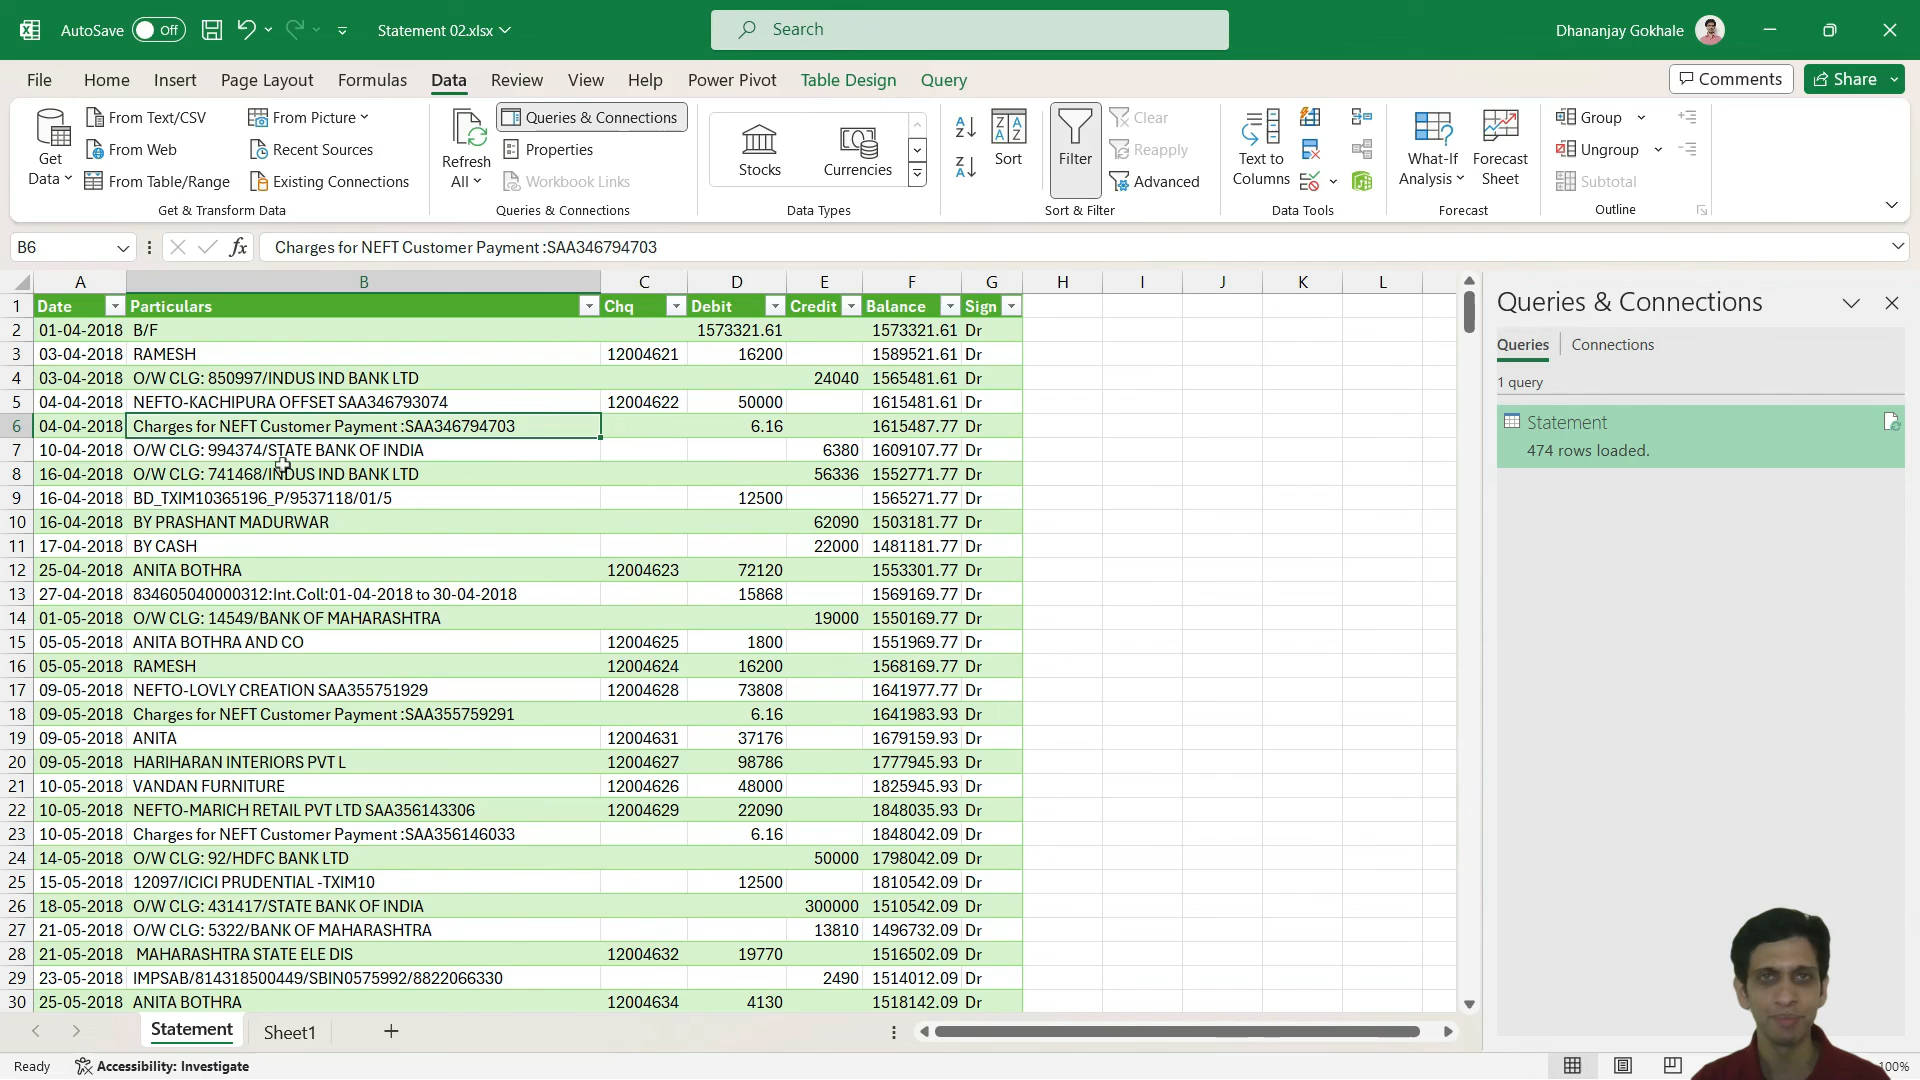 AutoSave Off Statement 02.xlsx Search Dhananjay Gokhale
File Home Insert Page Layout Formulas Data Review View Help Power Pivot Table Design Query Comments Share
Get Data
From Text/CSV
From Web
From Table/Range
From Picture
Recent Sources
Existing Connections
Get & Transform Data
Refresh All
Queries & Connections
Properties
Workbook Links
Queries & Connections
Stocks Currencies
Data Types
Sort
Filter
Clear
Reapply
Advanced
Sort & Filter
Text to Columns
Data Tools
What-If Analysis
Forecast Sheet
Forecast
Group
Ungroup
Subtotal
Outline
B6 fx Charges for NEFT Customer Payment :SAA346794703
A B C D E F G H I J K L
1 Date Particulars Chq Debit Credit Balance Sign
2 01-04-2018 B/F 1573321.61 1573321.61 Dr
3 03-04-2018 RAMESH 12004621 16200 1589521.61 Dr
4 03-04-2018 O/W CLG: 850997/INDUS IND BANK LTD 24040 1565481.61 Dr
5 04-04-2018 NEFTO-KACHIPURA OFFSET SAA346793074 12004622 50000 1615481.61 Dr
6 04-04-2018 Charges for NEFT Customer Payment :SAA346794703 6.16 1615487.77 Dr
7 10-04-2018 O/W CLG: 994374/STATE BANK OF INDIA 6380 1609107.77 Dr
8 16-04-2018 O/W CLG: 741468/INDUS IND BANK LTD 56336 1552771.77 Dr
9 16-04-2018 BD_TXIM10365196_P/9537118/01/5 12500 1565271.77 Dr
10 16-04-2018 BY PRASHANT MADURWAR 62090 1503181.77 Dr
11 17-04-2018 BY CASH 22000 1481181.77 Dr
12 25-04-2018 ANITA BOTHRA 12004623 72120 1553301.77 Dr
13 27-04-2018 834605040000312:Int.Coll:01-04-2018 to 30-04-2018 15868 1569169.77 Dr
14 01-05-2018 O/W CLG: 14549/BANK OF MAHARASHTRA 19000 1550169.77 Dr
15 05-05-2018 ANITA BOTHRA AND CO 12004625 1800 1551969.77 Dr
16 05-05-2018 RAMESH 12004624 16200 1568169.77 Dr
17 09-05-2018 NEFTO-LOVLY CREATION SAA355751929 12004628 73808 1641977.77 Dr
18 09-05-2018 Charges for NEFT Customer Payment :SAA355759291 6.16 1641983.93 Dr
19 09-05-2018 ANITA 12004631 37176 1679159.93 Dr
20 09-05-2018 HARIHARAN INTERIORS PVT L 12004627 98786 1777945.93 Dr
21 10-05-2018 VANDAN FURNITURE 12004626 48000 1825945.93 Dr
22 10-05-2018 NEFTO-MARICH RETAIL PVT LTD SAA356143306 12004629 22090 1848035.93 Dr
23 10-05-2018 Charges for NEFT Customer Payment :SAA356146033 6.16 1848042.09 Dr
24 14-05-2018 O/W CLG: 92/HDFC BANK LTD 50000 1798042.09 Dr
25 15-05-2018 12097/ICICI PRUDENTIAL -TXIM10 12500 1810542.09 Dr
26 18-05-2018 O/W CLG: 431417/STATE BANK OF INDIA 300000 1510542.09 Dr
27 21-05-2018 O/W CLG: 5322/BANK OF MAHARASHTRA 13810 1496732.09 Dr
28 21-05-2018 MAHARASHTRA STATE ELE DIS 12004632 19770 1516502.09 Dr
29 23-05-2018 IMPSAB/814318500449/SBIN0575992/8822066330 2490 1514012.09 Dr
30 25-05-2018 ANITA BOTHRA 12004634 4130 1518142.09 Dr
Queries & Connections
Queries Connections
1 query
Statement
474 rows loaded.
Statement Sheet1
Ready Accessibility: Investigate 100%